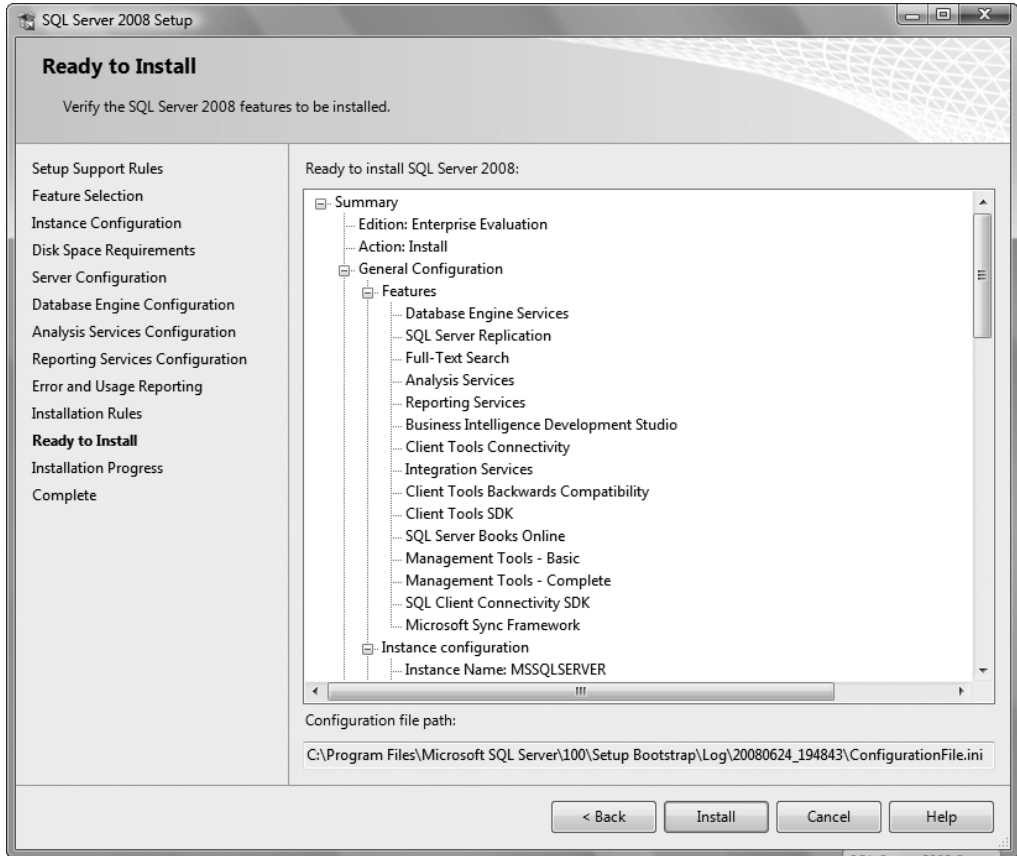 SQL Server 2008 Setup
Ready to Install
Verify the SQL Server 2008 features to be installed.
Setup Support Rules
Feature Selection
Instance Configuration
Disk Space Requirements
Server Configuration
Database Engine Configuration
Analysis Services Configuration
Reporting Services Configuration
Error and Usage Reporting
Installation Rules
Ready to Install
Installation Progress
Complete
Ready to install SQL Server 2008:
Summary
Edition: Enterprise Evaluation
Action: Install
General Configuration
Features
Database Engine Services
SQL Server Replication
Full-Text Search
Analysis Services
Reporting Services
Business Intelligence Development Studio
Client Tools Connectivity
Integration Services
Client Tools Backwards Compatibility
Client Tools SDK
SQL Server Books Online
Management Tools - Basic
Management Tools - Complete
SQL Client Connectivity SDK
Microsoft Sync Framework
Instance configuration
Instance Name: MSSQLSERVER
Configuration file path:
C:\Program Files\Microsoft SQL Server\100\Setup Bootstrap\Log\20080624_194843\ConfigurationFile.ini
< Back
Install
Cancel
Help